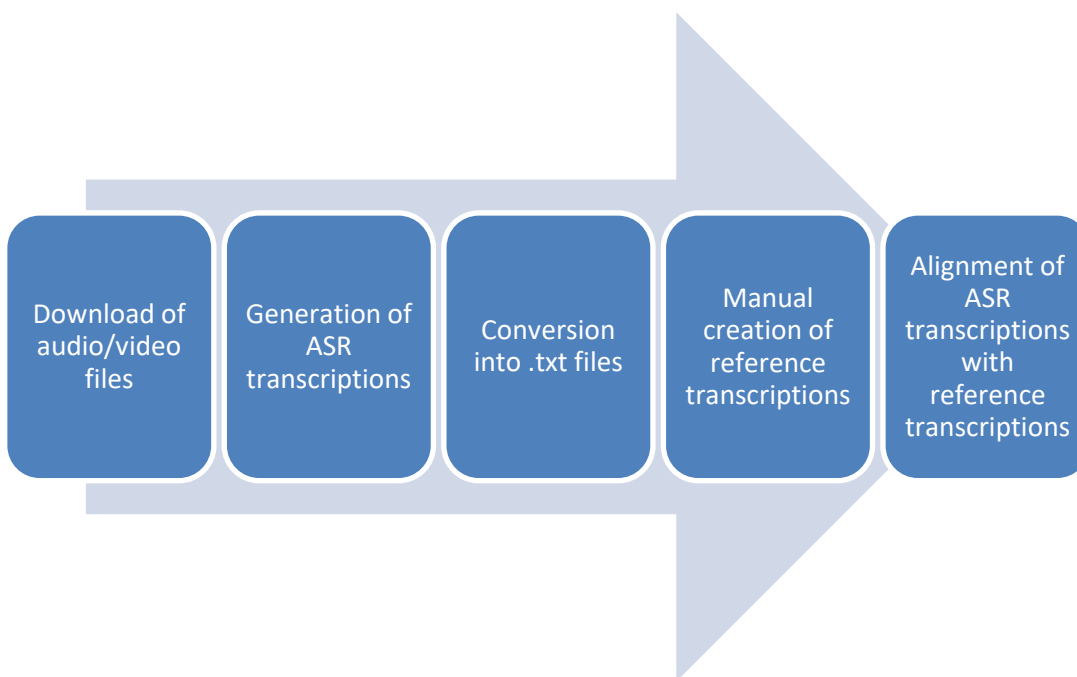 Download of
audio/video
files
Generation of
ASR
transcriptions
Conversion
into .txt files
Manual
creation of
reference
transcriptions
Alignment of
ASR
transcriptions
with
reference
transcriptions